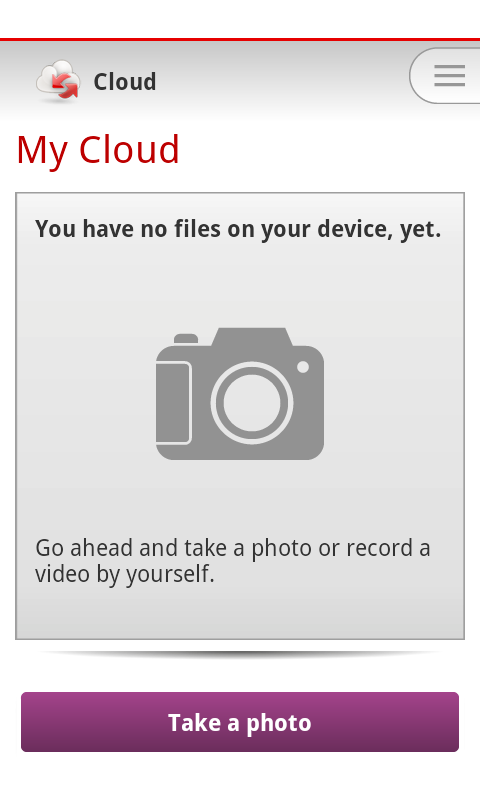 Cloud
My Cloud
You have no files on your device, yet.
Go ahead and take a photo or record a
video by yourself.
Take a photo